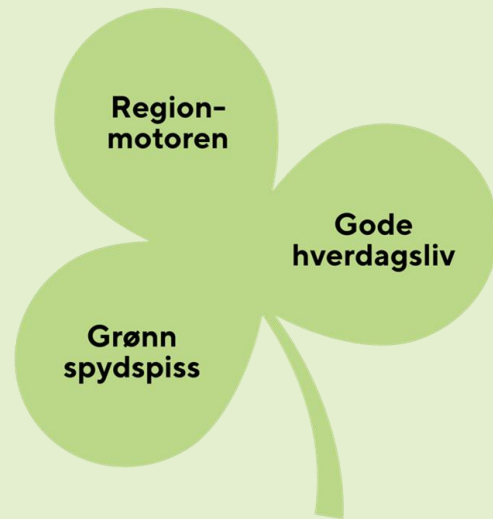 Region-
motoren
Gode
hverdagsliv
Grønn
spydspiss